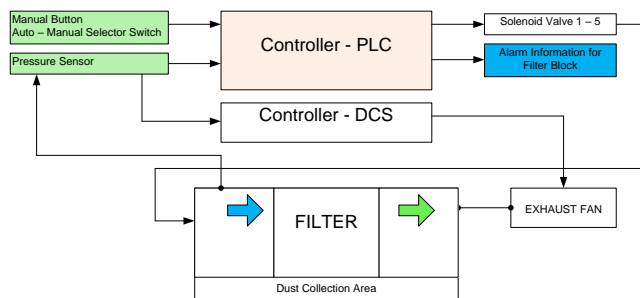 Manual Button
Auto – Manual Selector Switch
Pressure Sensor
Controller - PLC
Solenoid Valve 1 – 5
Alarm Information for
Filter Block
Controller - DCS
FILTER
EXHAUST FAN
Dust Collection Area